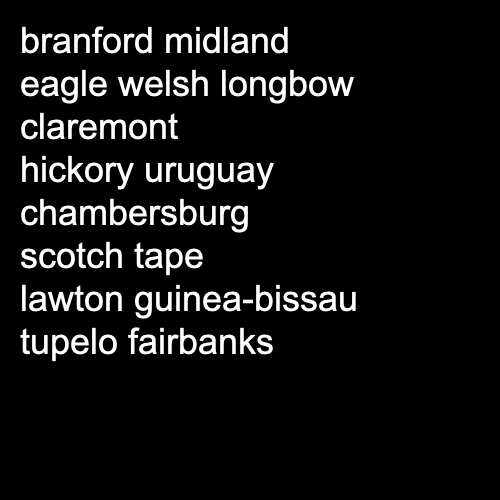 branford midland
eagle welsh longbow
claremont
hickory uruguay
chambersburg
scotch tape
lawton guinea-bissau
tupelo fairbanks